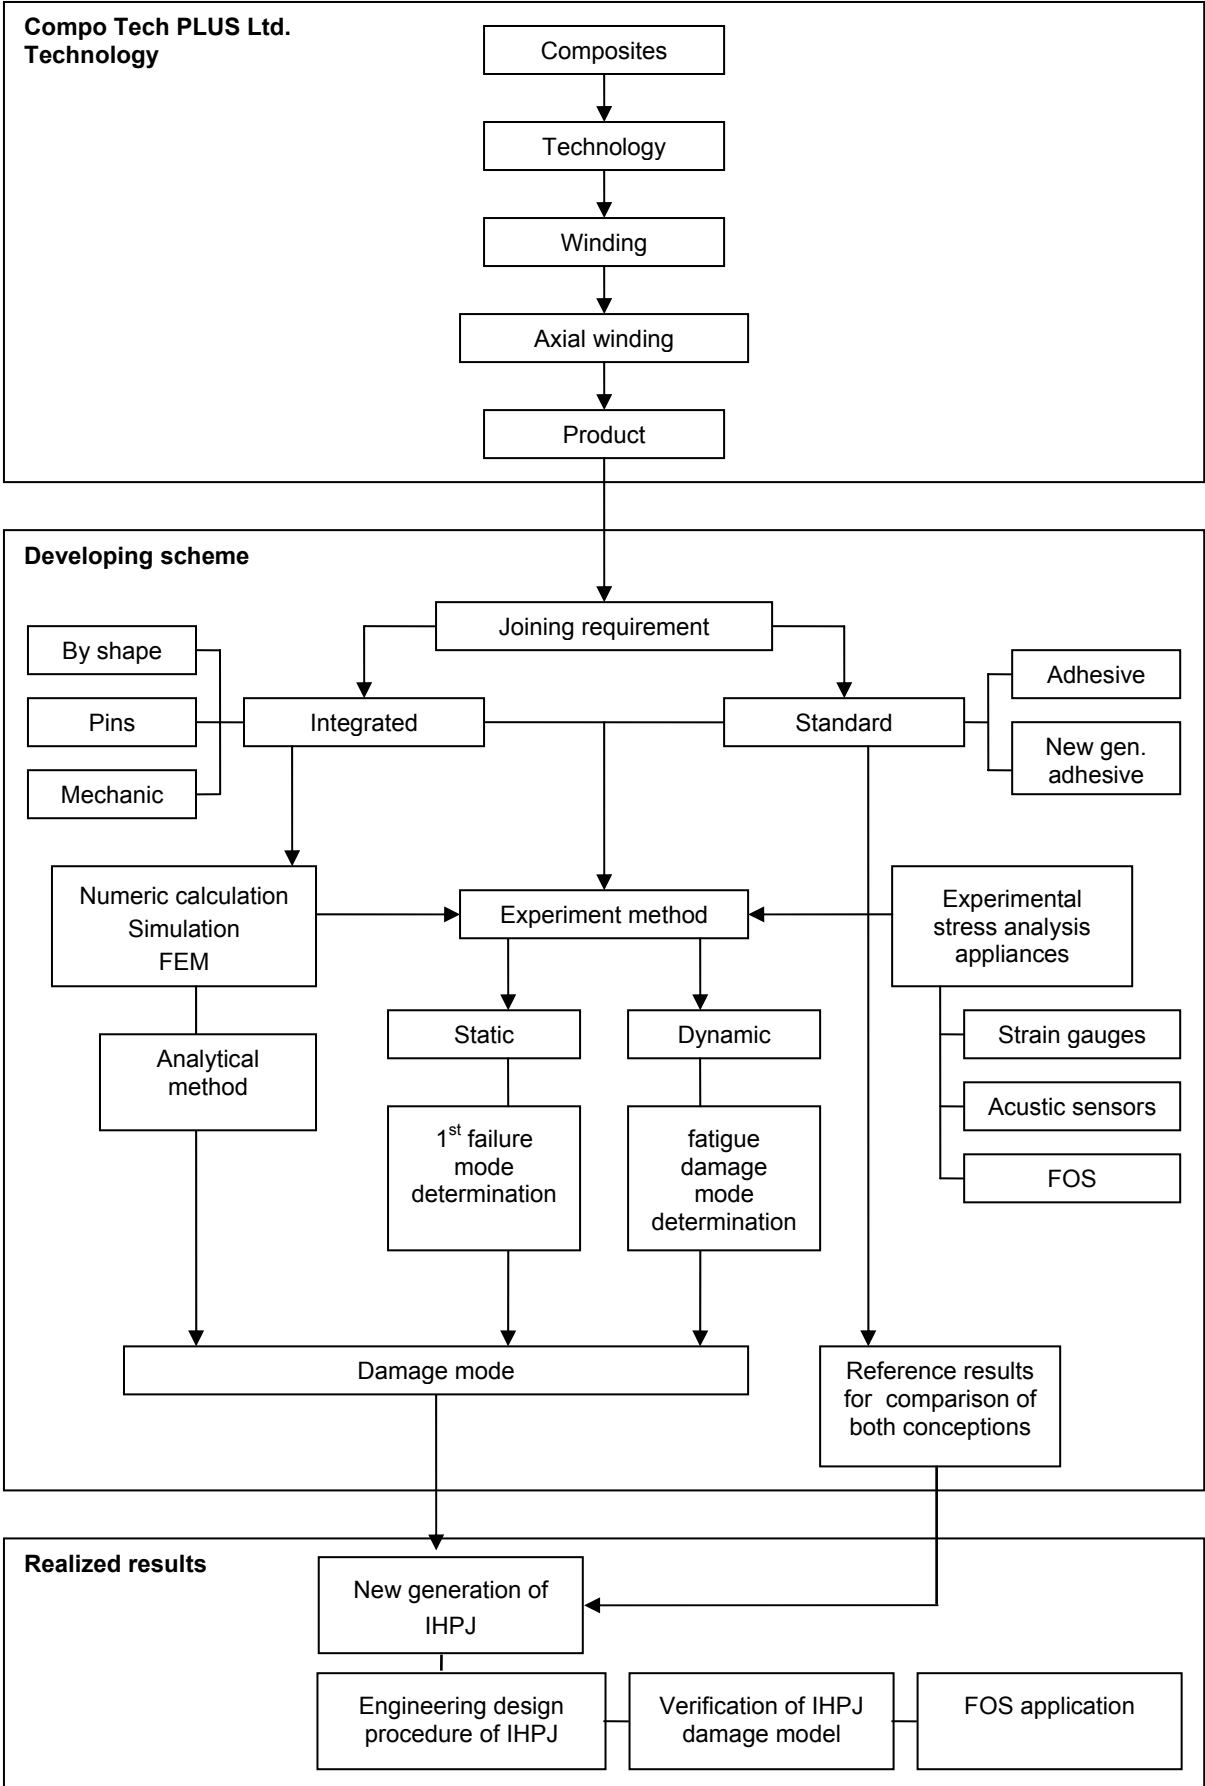 Compo Tech PLUS Ltd.
Technology
Composites
Technology
Winding
Axial winding
Product
Developing scheme
Joining requirement
By shape
Pins
Mechanic
Integrated
Standard
Adhesive
New gen.
adhesive
Numeric calculation
Simulation
FEM
Experiment method
Experimental
stress analysis
appliances
Analytical
method
Static
Dynamic
Strain gauges
Acustic sensors
FOS
1st failure
mode
determination
fatigue
damage
mode
determination
Damage mode
Reference results
for comparison of
both conceptions
Realized results
New generation of
IHPJ
Engineering design
procedure of IHPJ
Verification of IHPJ
damage model
FOS application